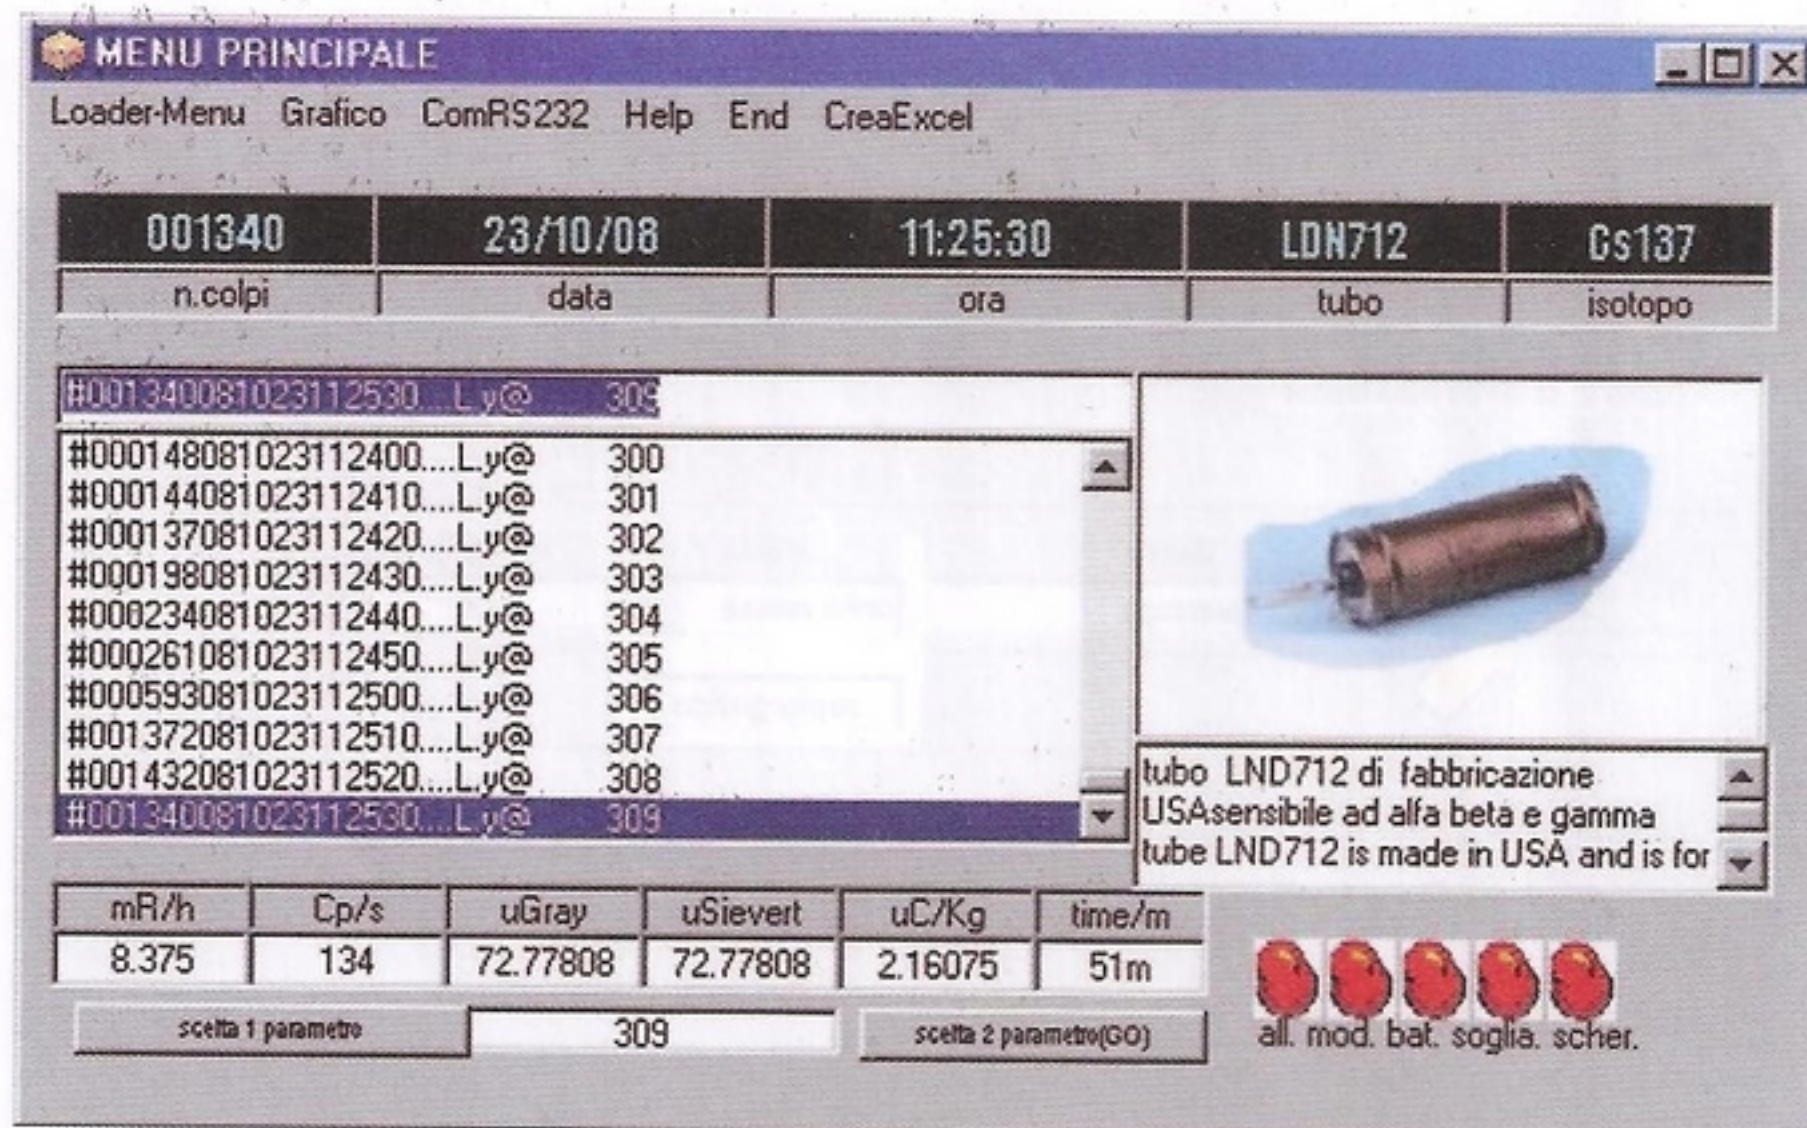 MENU PRINCIPALE
Loader-Menu Grafico ComRS232 Help End CreaExcel
001340 23/10/08 11:25:30 LDN712 Cs137
n.colpi data ora tubo isotopo
#001340081023112530....L.y@ 309
#000148081023112400....L.y@ 300
#000144081023112410....L.y@ 301
#000137081023112420....L.y@ 302
#000198081023112430....L.y@ 303
#000234081023112440....L.y@ 304
#000261081023112450....L.y@ 305
#000593081023112500....L.y@ 306
#001372081023112510....L.y@ 307
#001432081023112520....L.y@ 308
#001340081023112530....L.y@ 309
tubo LND712 di fabbricazione
USAsensibile ad alfa beta e gamma
tube LND712 is made in USA and is for
mR/h Cp/s uGray uSievert uC/Kg time/m
8.375 134 72.77808 72.77808 2.16075 51m
scelta 1 parametro 309 scelta 2 parametro(GO)
all. mod. bat. soglia. scher.